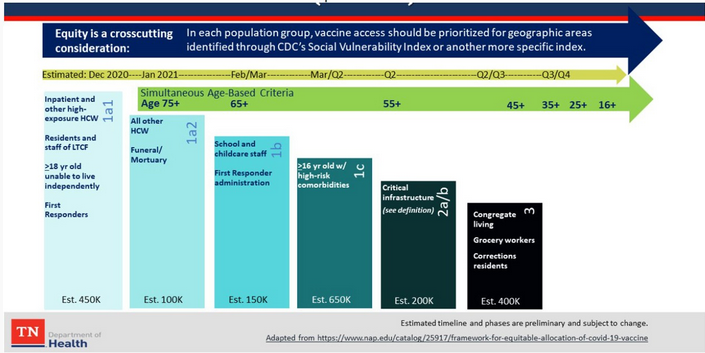 Equity is a crosscutting
consideration:
In each population group, vaccine access should be prioritized for geographic areas
identified through CDC's Social Vulnerability Index or another more specific index.
Estimated: Dec 2020----Jan 2021---------------------Feb/Mar------------------Mar/Q2----------Q2--------------------Q2/Q3-----------Q3/Q4
Simultaneous Age-Based Criteria
Age 75+ 65+ 55+ 45+ 35+ 25+ 16+
Inpatient and
other high-
exposure HCW
Residents and
staff of LTCF
>18 yr old
unable to live
independently
First
Responders
1a1
Est. 450K
All other
HCW
Funeral/
Mortuary
1a2
Est. 100K
School and
childcare staff
First Responder
administration
1b
Est. 150K
>16 yr old w/
high-risk
comorbidities
1c
Est. 650K
Critical
infrastructure
(see definition)
2a/b
Est. 200K
Congregate
living
Grocery workers
Corrections
residents
3
Est. 400K
TN
Department of
Health
Estimated timeline and phases are preliminary and subject to change.
Adapted from https://www.nap.edu/catalog/25917/framework-for-equitable-allocation-of-covid-19-vaccine